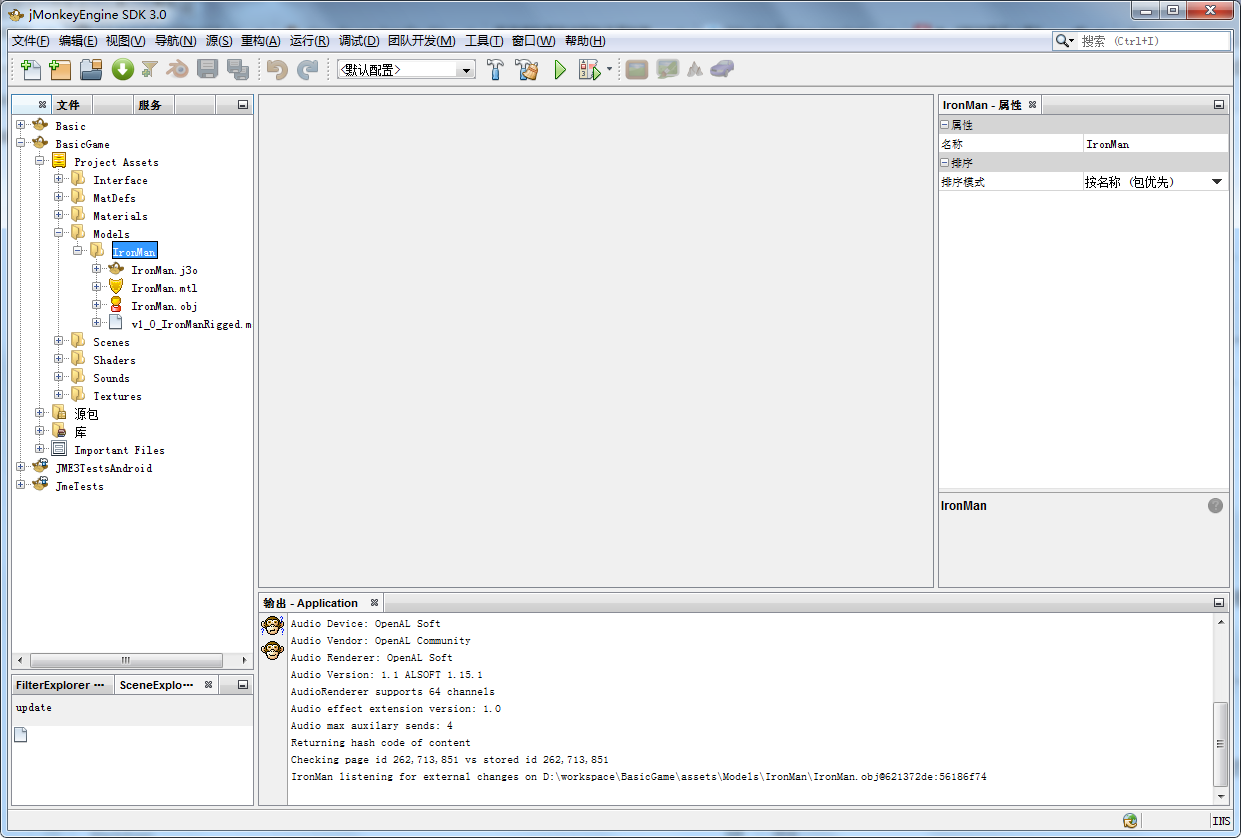 jMonkeyEngine SDK 3.0
文件(F) 编辑(E) 视图(V) 导航(N) 源(S) 重构(A) 运行(R) 调试(D) 团队开发(M) 工具(T) 窗口(W) 帮助(H)
搜索 (Ctrl+I)
<默认配置>
文件 服务
Basic
BasicGame
Project Assets
Interface
MatDefs
Materials
Models
IronMan
IronMan.j3o
IronMan.mtl
IronMan.obj
v1_0_IronManRigged.m
Scenes
Shaders
Sounds
Textures
源包
库
Important Files
JME3TestsAndroid
JmeTests
FilterExplorer ··· SceneExplo···
update
IronMan - 属性
属性
名称 IronMan
排序
排序模式 按名称 (包优先)
IronMan
输出 - Application
Audio Device: OpenAL Soft
Audio Vendor: OpenAL Community
Audio Renderer: OpenAL Soft
Audio Version: 1.1 ALSOFT 1.15.1
AudioRenderer supports 64 channels
Audio effect extension version: 1.0
Audio max auxilary sends: 4
Returning hash code of content
Checking page id 262,713,851 vs stored id 262,713,851
IronMan listening for external changes on D:\workspace\BasicGame\assets\Models\IronMan\IronMan.obj@621372de:56186f74
INS